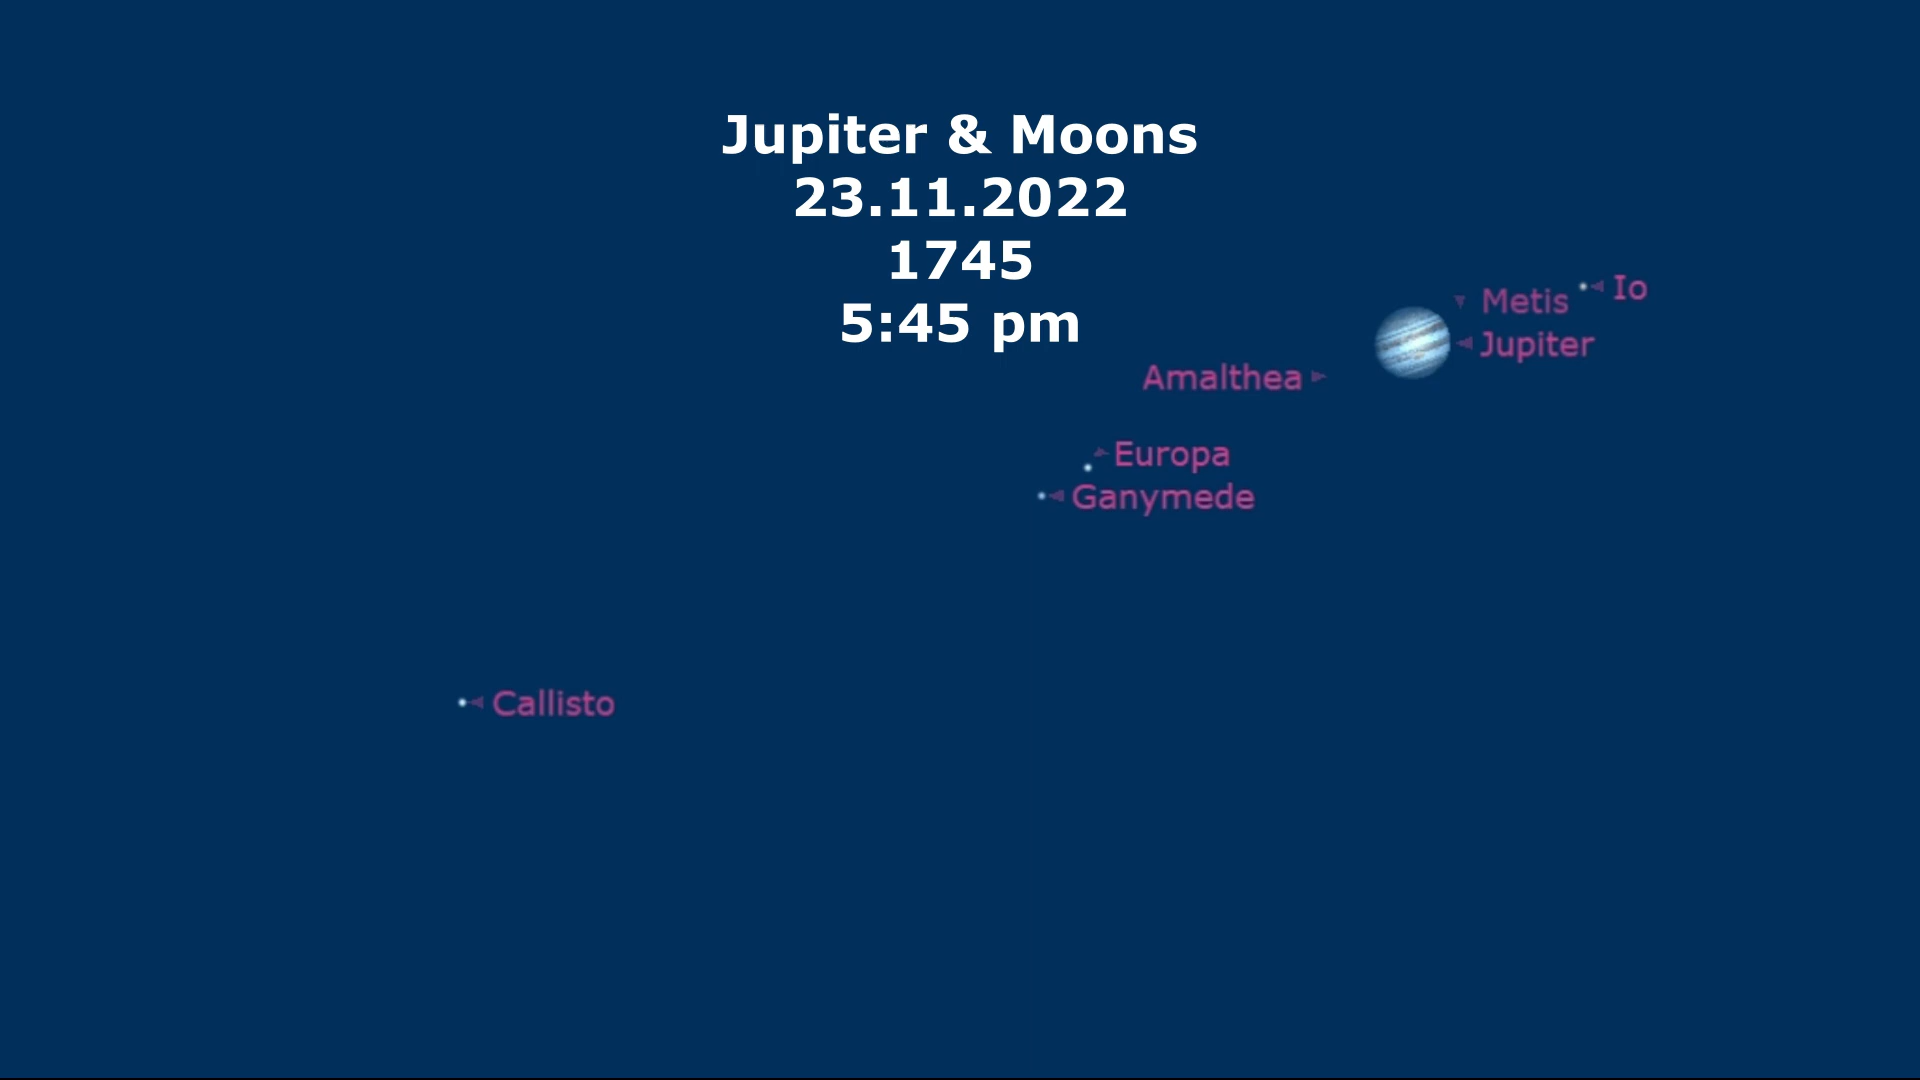 Jupiter & Moons
23.11.2022
1745
5:45 pm
Io
Metis
Jupiter
Amalthea
Europa
Ganymede
Callisto